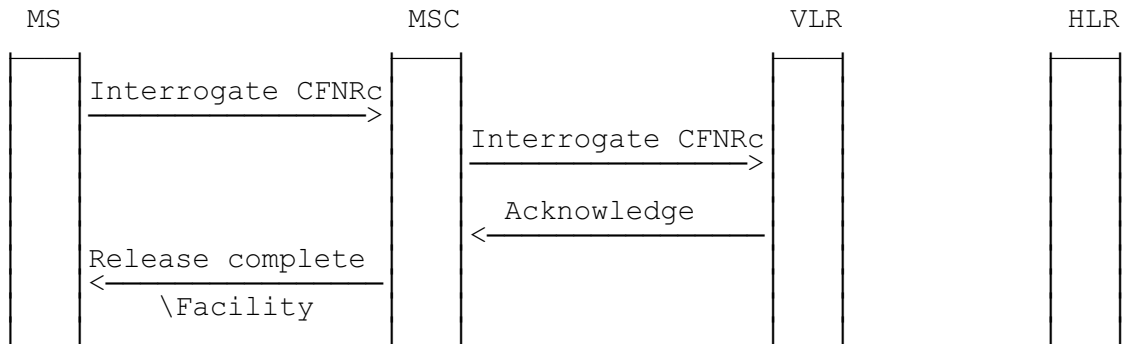 MS MSC VLR HLR
Interrogate CFNRc
Interrogate CFNRc
Acknowledge
Release complete
\Facility